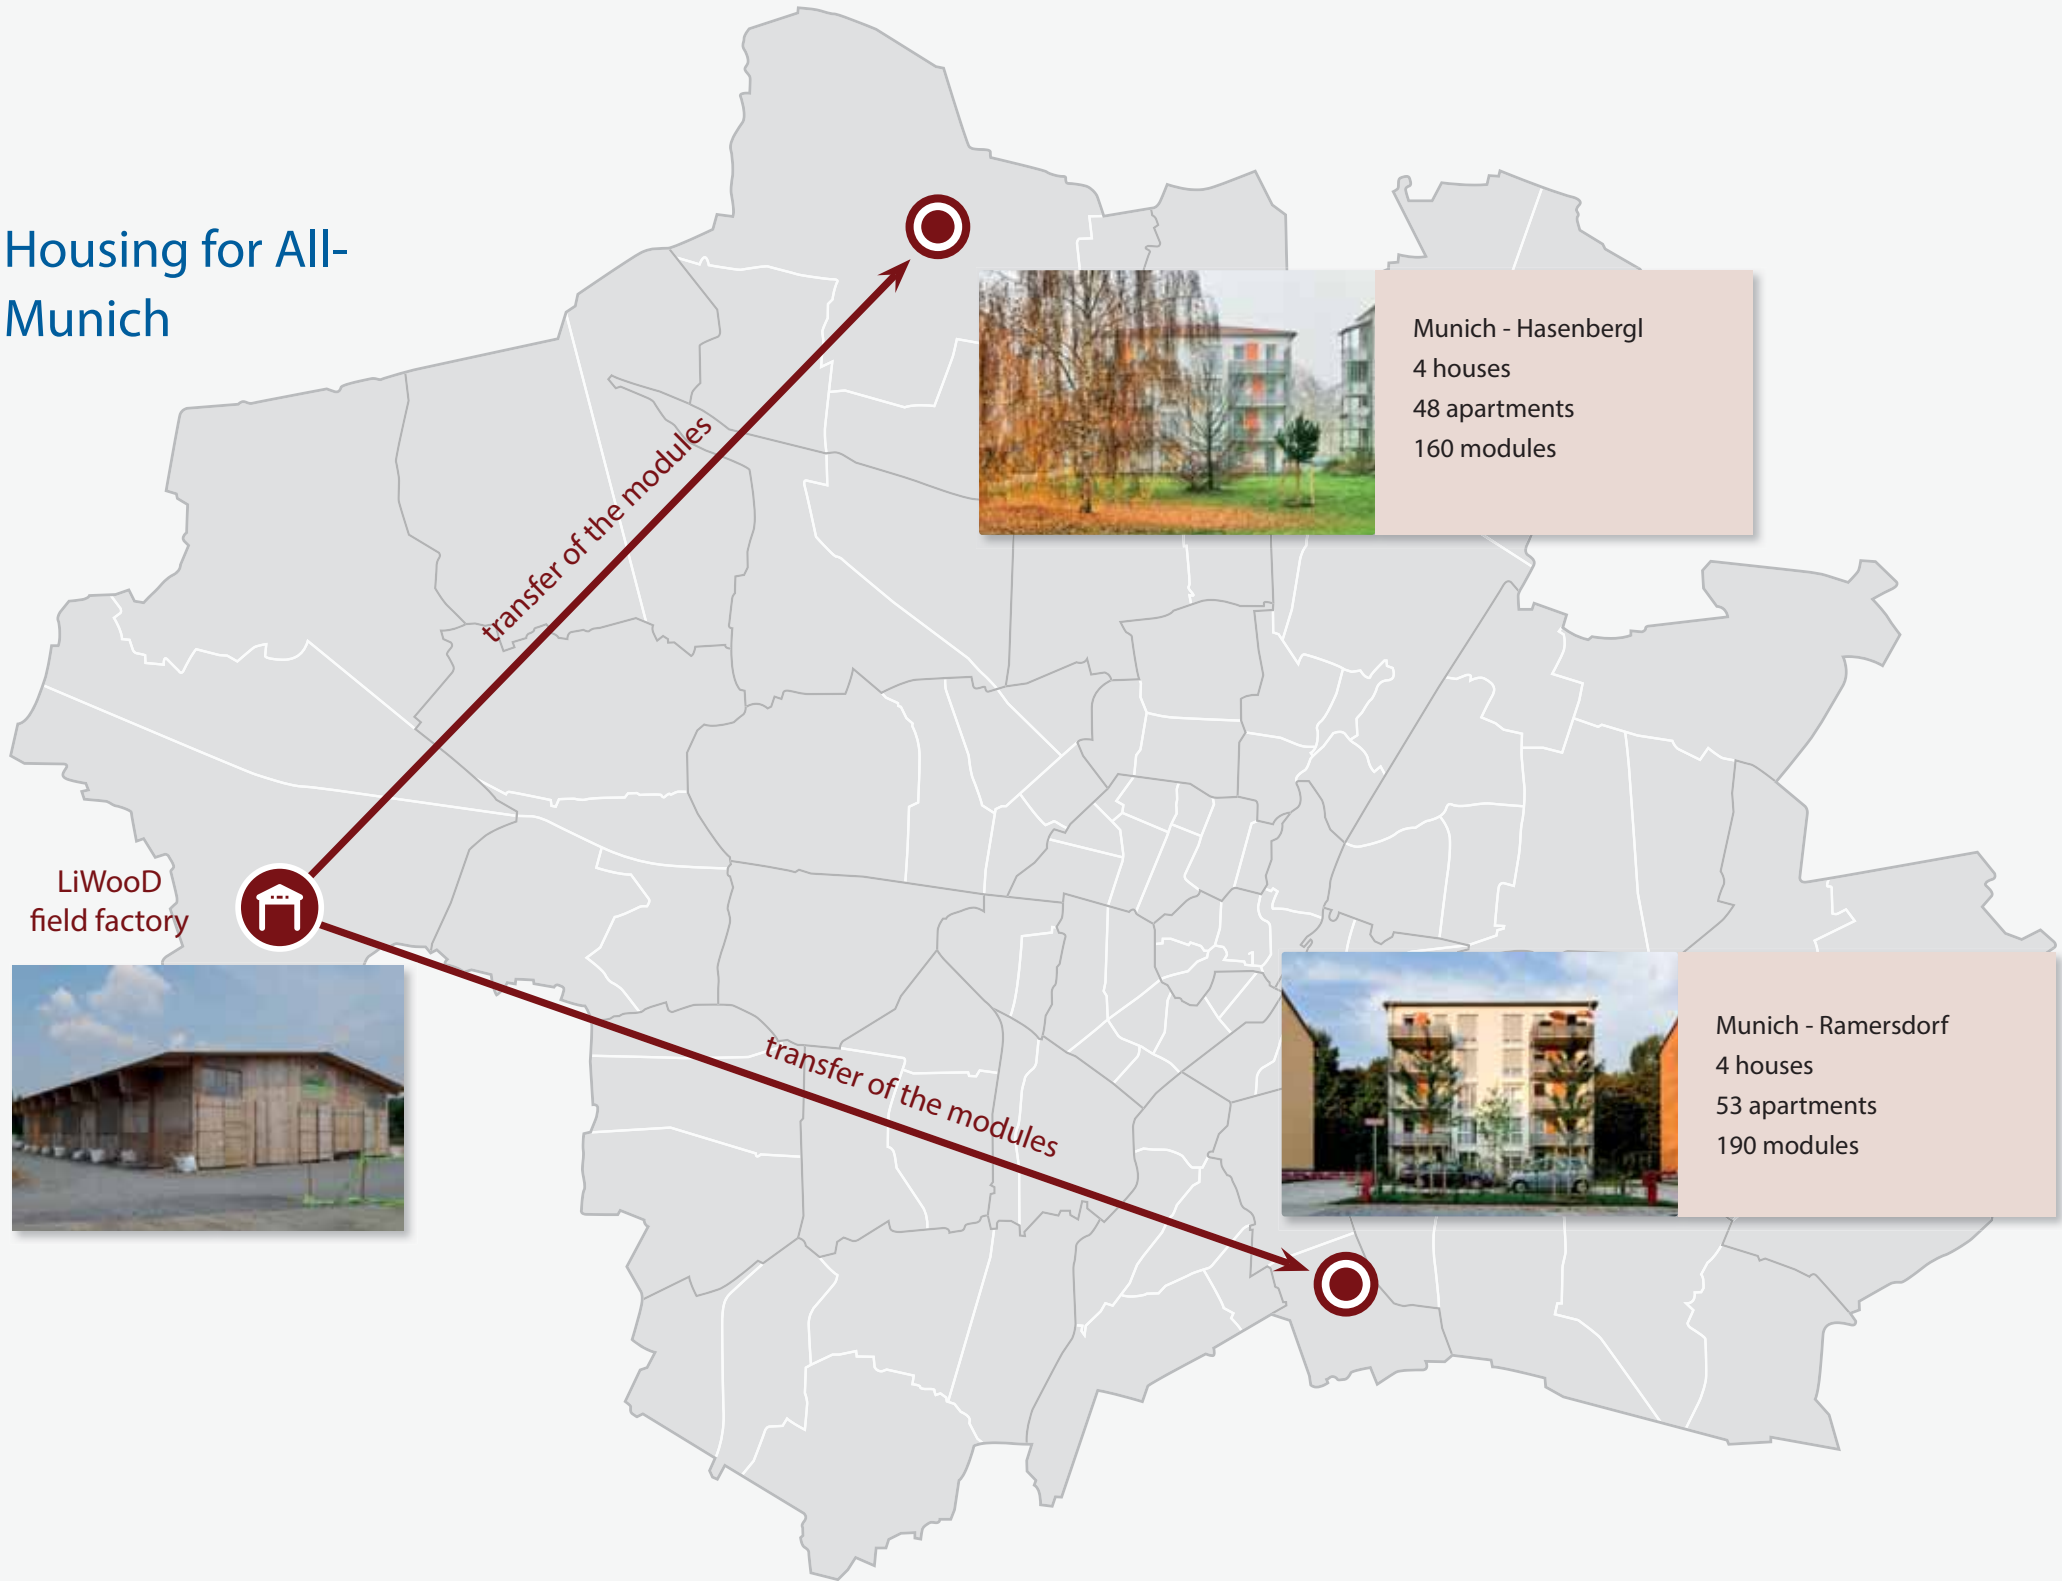 Housing for All-
Munich
Munich - Hasenbergl
4 houses
48 apartments
160 modules
transfer of the modules
LiWooD
field factory
transfer of the modules
Munich - Ramersdorf
4 houses
53 apartments
190 modules